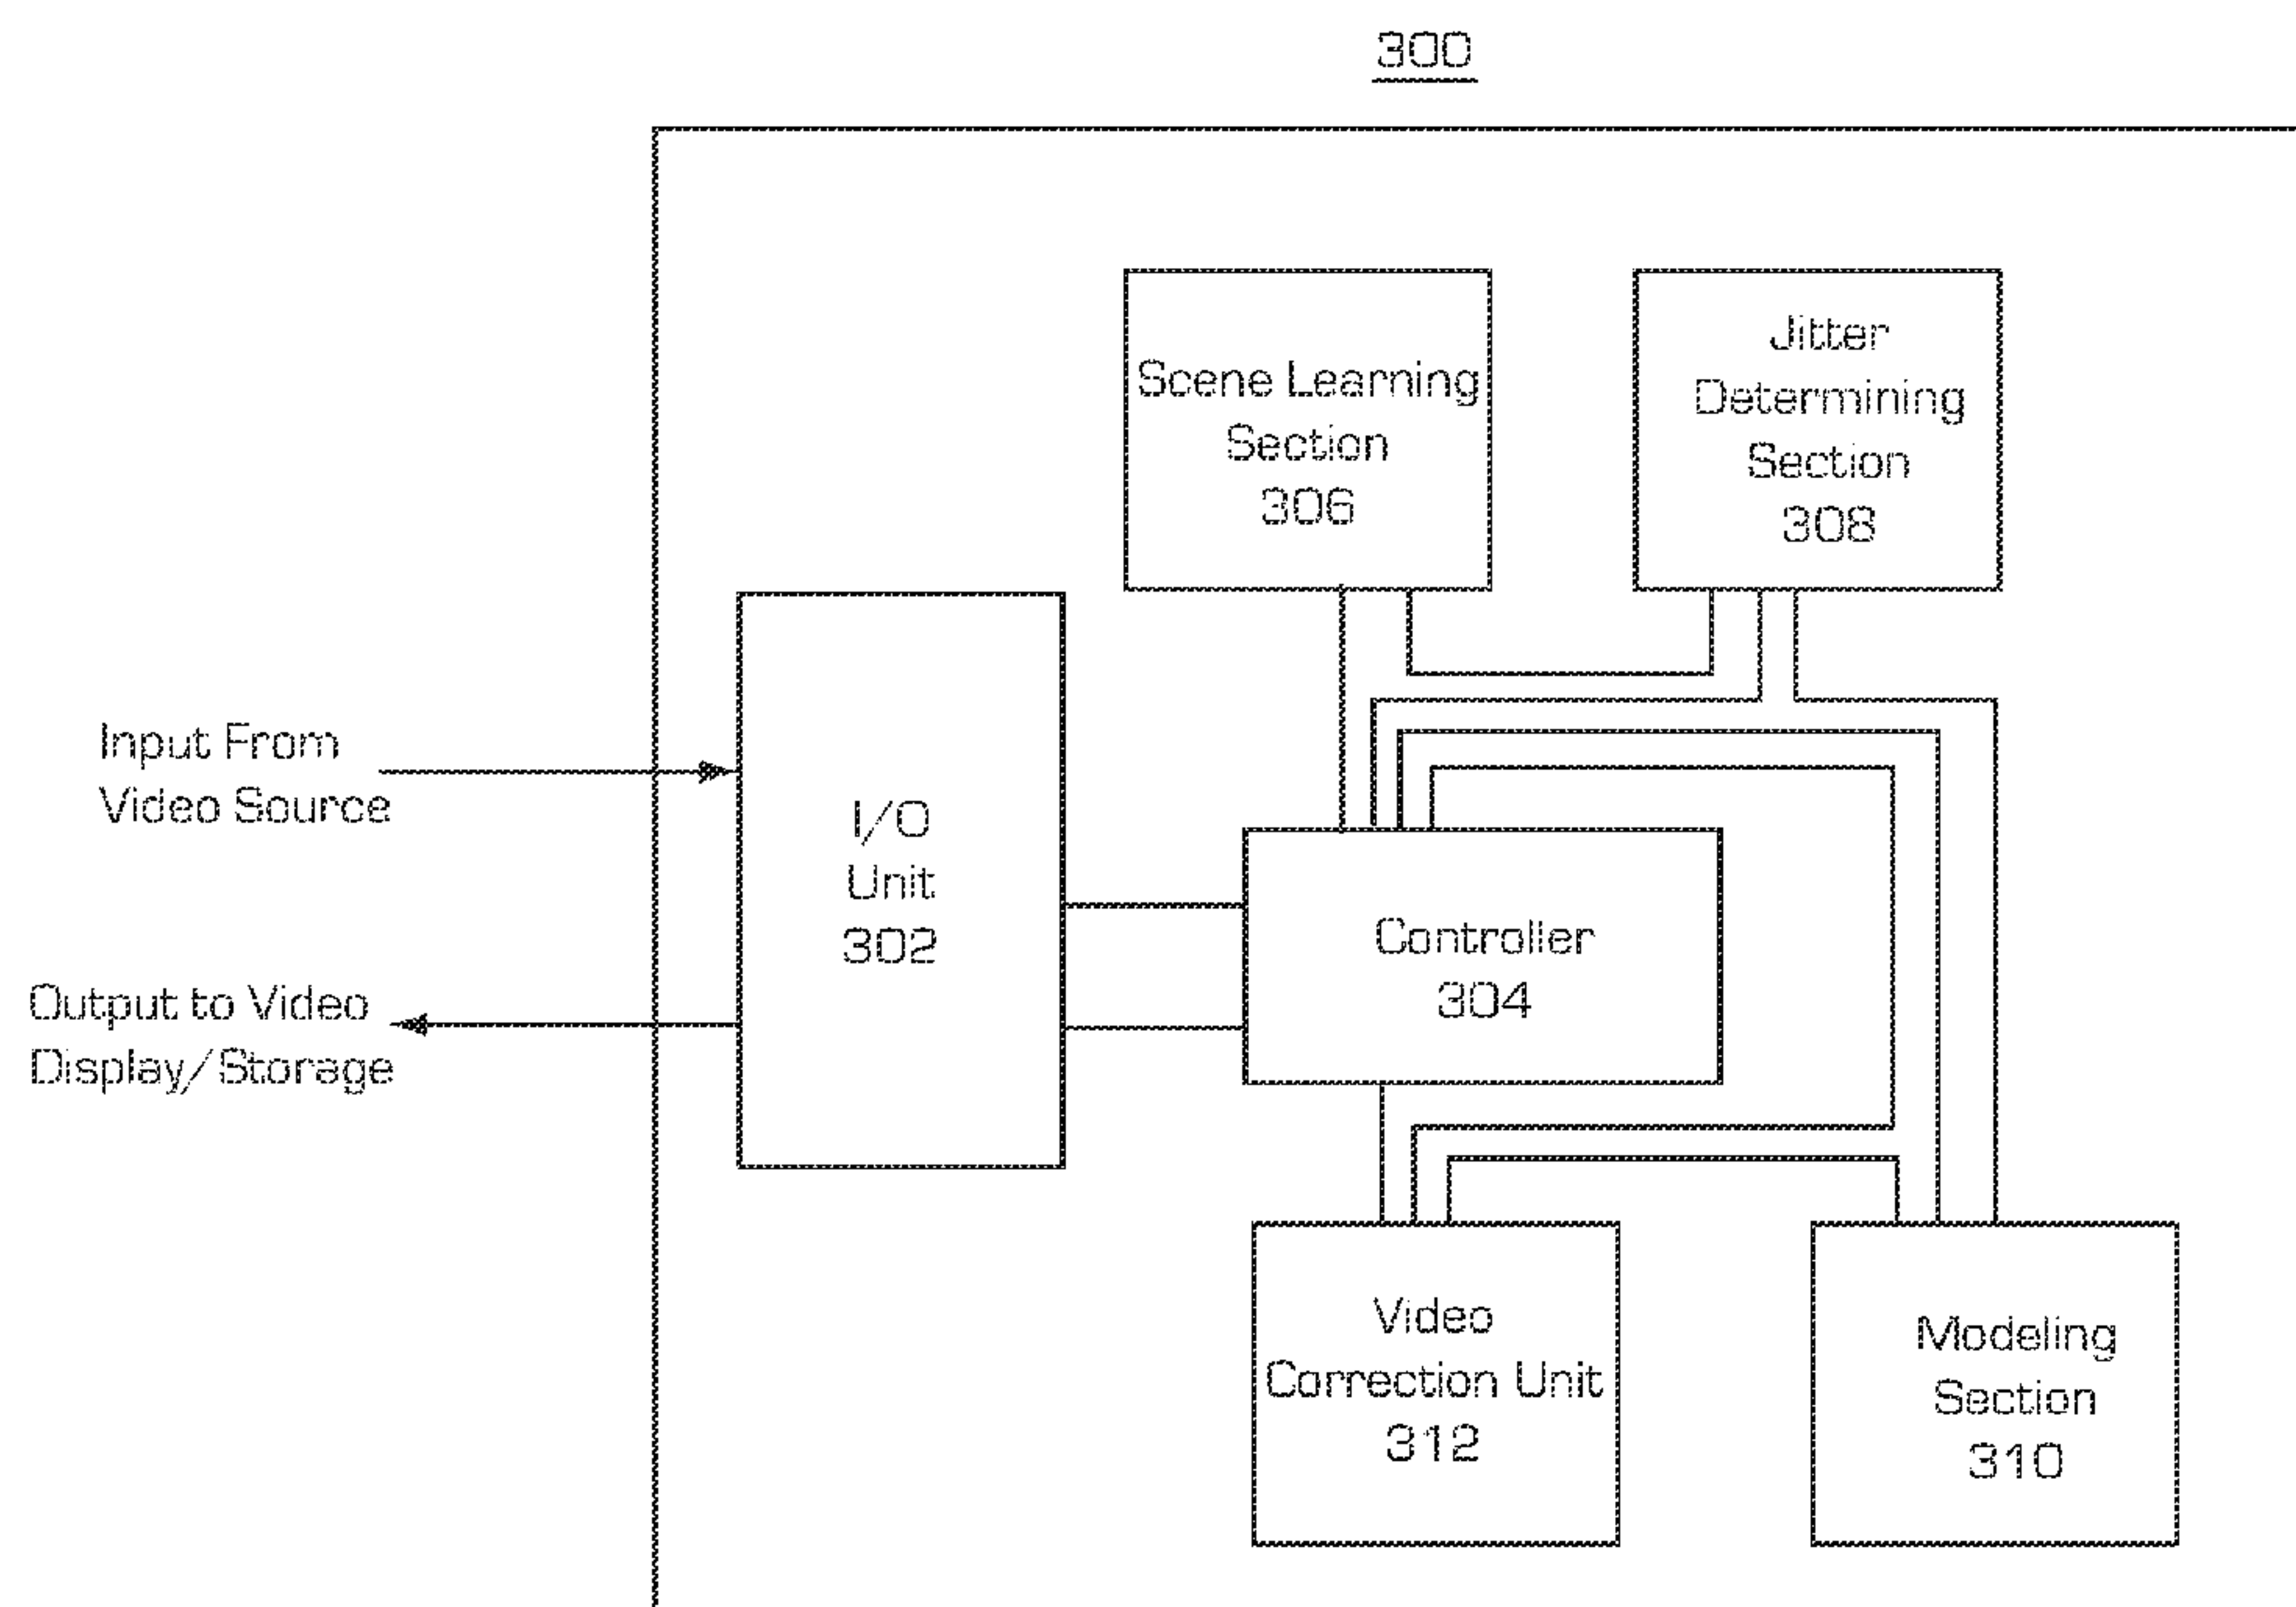 300
Scene Learning
Section
306
Jitter
Determining
Section
308
Input From
Video Source
I/O
Unit
302
Output to Video
Display/Storage
Controller
304
Video
Correction Unit
312
Modeling
Section
310